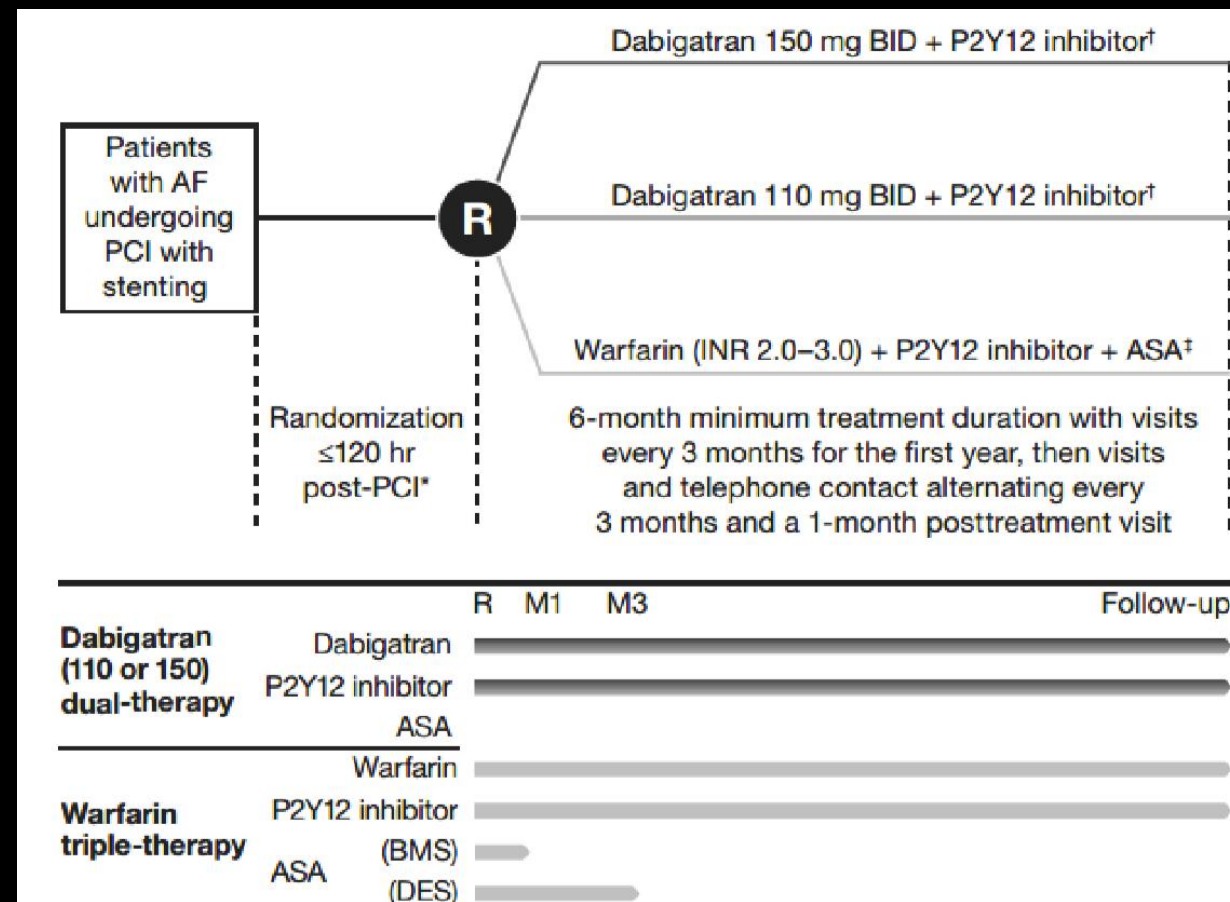 Dabigatran 150 mg BID + P2Y12 inhibitor†
Patients
with AF
undergoing
PCI with
stenting
R
Dabigatran 110 mg BID + P2Y12 inhibitor†
Warfarin (INR 2.0–3.0) + P2Y12 inhibitor + ASA‡
Randomization
≤120 hr
post-PCI*
6-month minimum treatment duration with visits
every 3 months for the first year, then visits
and telephone contact alternating every
3 months and a 1-month posttreatment visit
R M1 M3 Follow-up
Dabigatran
(110 or 150)
dual-therapy
Dabigatran
P2Y12 inhibitor
ASA
Warfarin
triple-therapy
Warfarin
P2Y12 inhibitor
ASA
(BMS)
(DES)